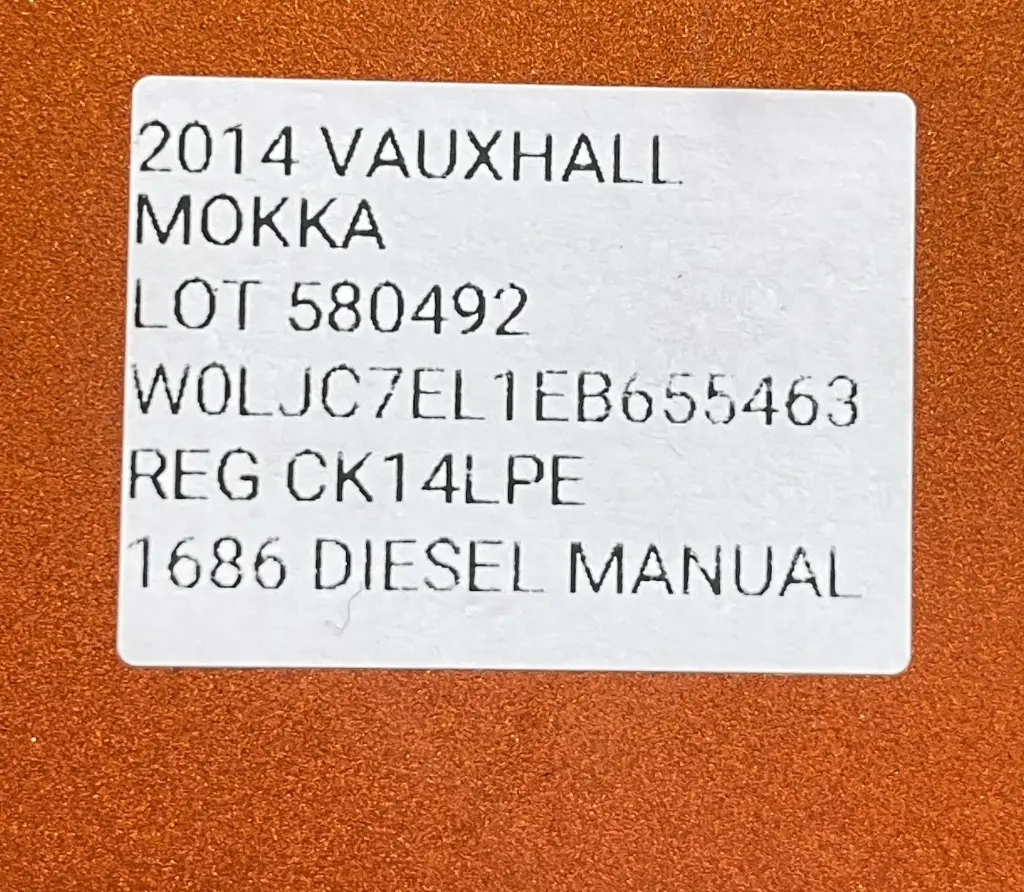 2014 VAUXHALL
MOKKA
LOT 580492
W0LJC7EL1EB655463
REG CK14LPE
1686 DIESEL MANUAL